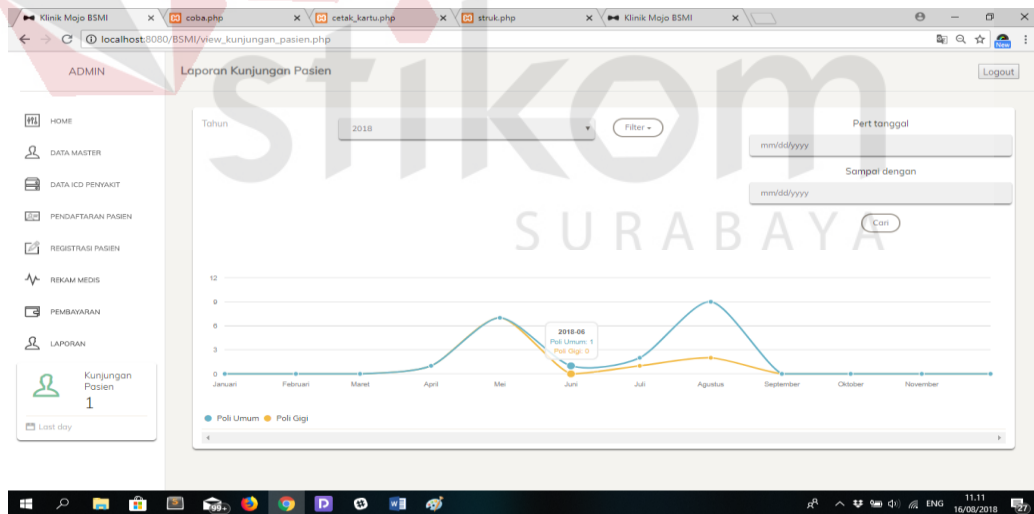 Klinik Mojo BSMI × coba.php × cetak_kartu.php × struk.php × Klinik Mojo BSMI ×
localhost:8080/BSMI/view_kunjungan_pasien.php
New
ADMIN
Laporan Kunjungan Pasien
Logout
stikom
SURABAYA
HOME
DATA MASTER
DATA ICD PENYAKIT
PENDAFTARAN PASIEN
REGISTRASI PASIEN
REKAM MEDIS
PEMBAYARAN
LAPORAN
Kunjungan
Pasien
1
Last day
Tahun
2018
Filter
Pert tanggal
mm/dd/yyyy
Sampai dengan
mm/dd/yyyy
Cari
12
9
6
3
0
2018-06
Poli Umum: 1
Poli Gigi: 0
Januari Februari Maret April Mei Juni Juli Agustus September Oktober November
Poli Umum Poli Gigi
99+
ENG
11.11
16/08/2018
27